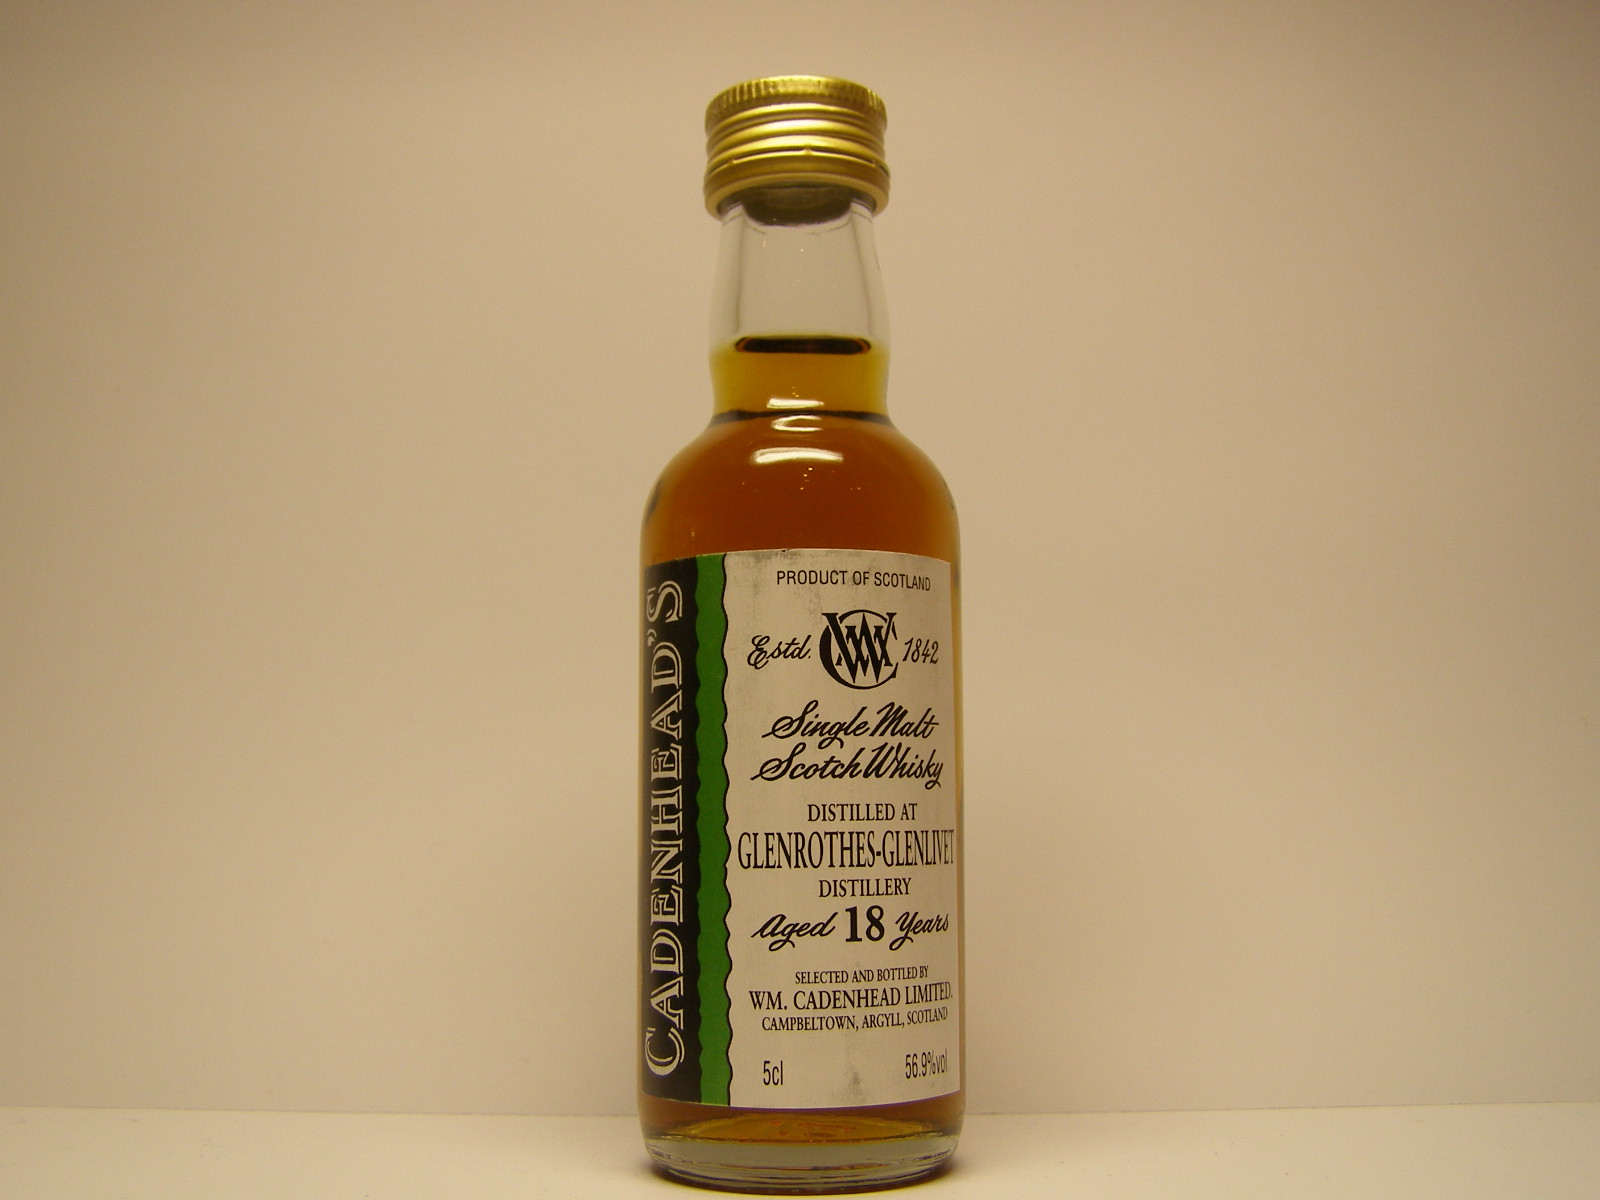 CADENHEAD'S
PRODUCT OF SCOTLAND
Estd. WC 1842
Single Malt
Scotch Whisky
DISTILLED AT
GLENROTHES-GLENLIVET
DISTILLERY
Aged 18 Years
SELECTED AND BOTTLED BY
WM. CADENHEAD LIMITED.
CAMPBELTOWN, ARGYLL, SCOTLAND
5cl 56.9%vol